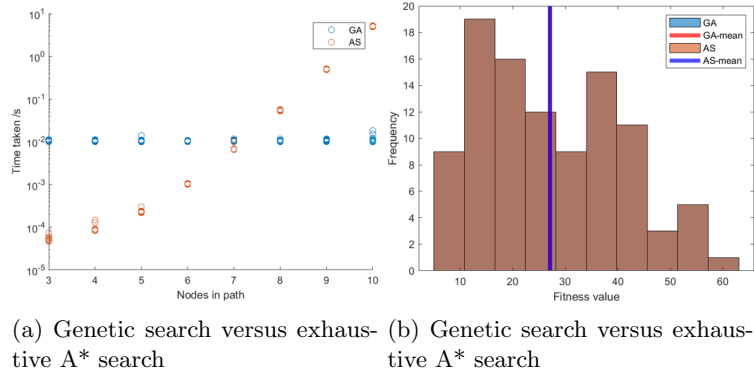 10^1
10^0
10^-1
10^-2
10^-3
10^-4
10^-5
Time taken /s
3 4 5 6 7 8 9 10
Nodes in path
GA
AS
20
18
16
14
12
10
8
6
4
2
0
Frequency
10 20 30 40 50 60
Fitness value
GA
GA-mean
AS
AS-mean
(a) Genetic search versus exhaus-
tive A* search
(b) Genetic search versus exhaus-
tive A* search